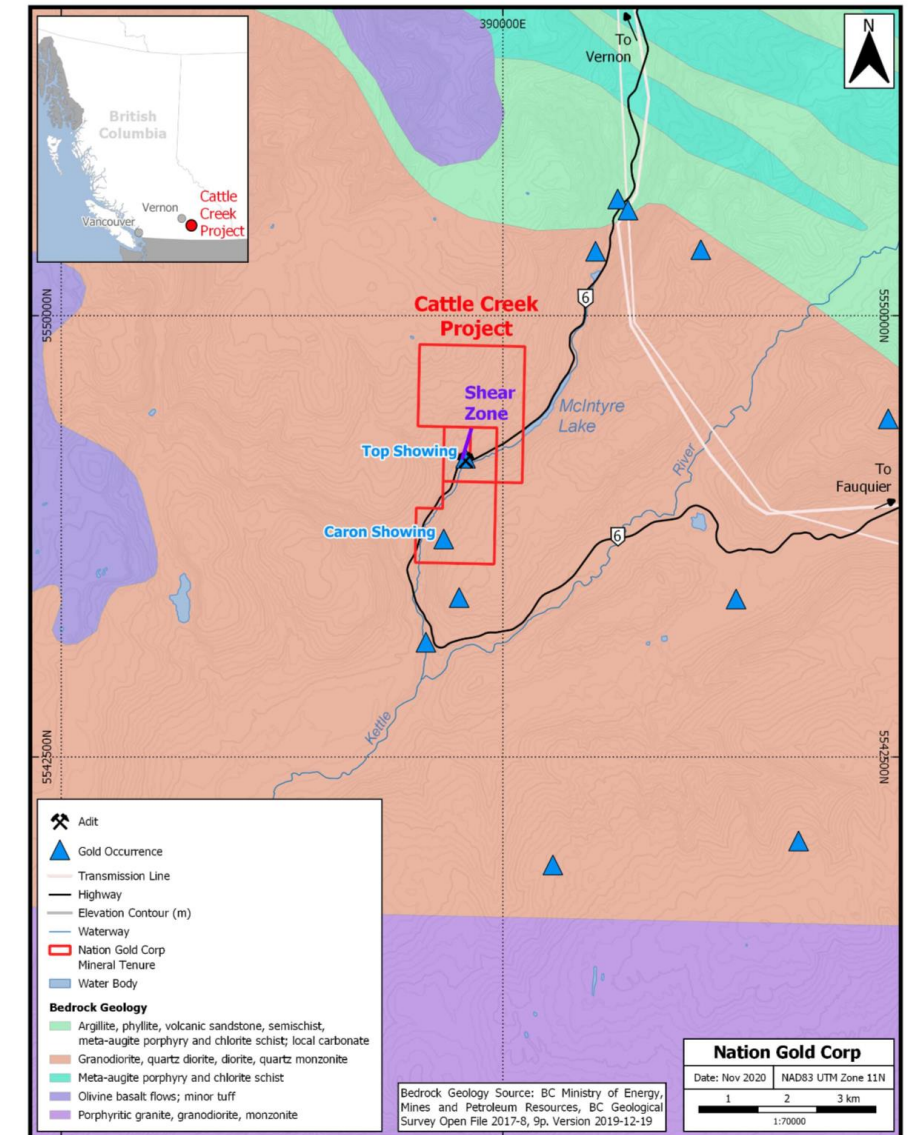 390000E
N
To
Vernon
British
Columbia
Vernon
Vancouver
Cattle
Creek
Project
5550000N
5550000N
6
Cattle Creek
Project
Shear
Zone
McIntyre
Lake
Top Showing
River
To
Fauquier
Caron Showing
6
Kettle
5542500N
5542500N
Adit
Gold Occurrence
Transmission Line
Highway
Elevation Contour (m)
Waterway
Nation Gold Corp
Mineral Tenure
Water Body
Bedrock Geology
Argillite, phyllite, volcanic sandstone, semischist,
meta-augite porphyry and chlorite schist; local carbonate
Granodiorite, quartz diorite, diorite, quartz monzonite
Meta-augite porphyry and chlorite schist
Olivine basalt flows; minor tuff
Porphyritic granite, granodiorite, monzonite
Bedrock Geology Source: BC Ministry of Energy,
Mines and Petroleum Resources, BC Geological
Survey Open File 2017-8, 9p. Version 2019-12-19
Nation Gold Corp
Date: Nov 2020 NAD83 UTM Zone 11N
1 2 3 km
1:70000